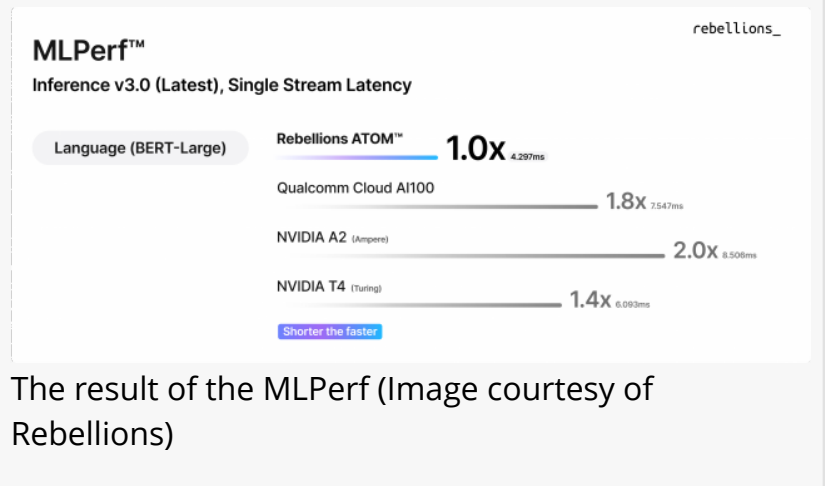 rebellions_
MLPerf™
Inference v3.0 (Latest), Single Stream Latency
Language (BERT-Large)
Rebellions ATOM™
1.0x 4.297ms
Qualcomm Cloud AI100
1.8x 7.547ms
NVIDIA A2 (Ampere)
2.0x 8.506ms
NVIDIA T4 (Turing)
1.4x 6.093ms
Shorter the faster
The result of the MLPerf (Image courtesy of
Rebellions)